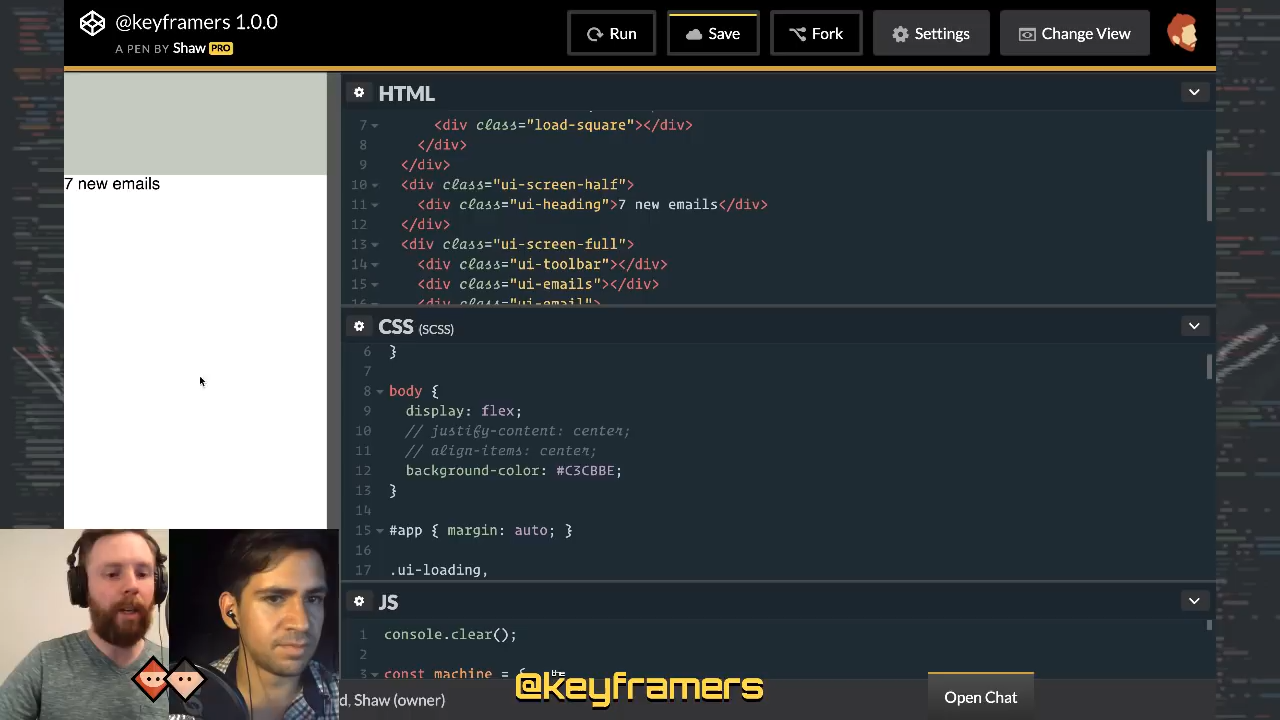 @keyframers 1.0.0
A PEN BY Shaw PRO
Run
Save
Fork
Settings
Change View
7 new emails
HTML
7 <div class="load-square"></div>
8 </div>
9 </div>
10 <div class="ui-screen-half">
11 <div class="ui-heading">7 new emails</div>
12 </div>
13 <div class="ui-screen-full">
14 <div class="ui-toolbar"></div>
15 <div class="ui-emails"></div>
16 <div class="ui-email">
CSS (SCSS)
6 }
7
8 body {
9 display: flex;
10 // justify-content: center;
11 // align-items: center;
12 background-color: #C3CBBE;
13 }
14
15 #app { margin: auto; }
16
17 .ui-loading,
JS
1 console.clear();
2
3 const machine = {
@keyframers
d, Shaw (owner)
Open Chat